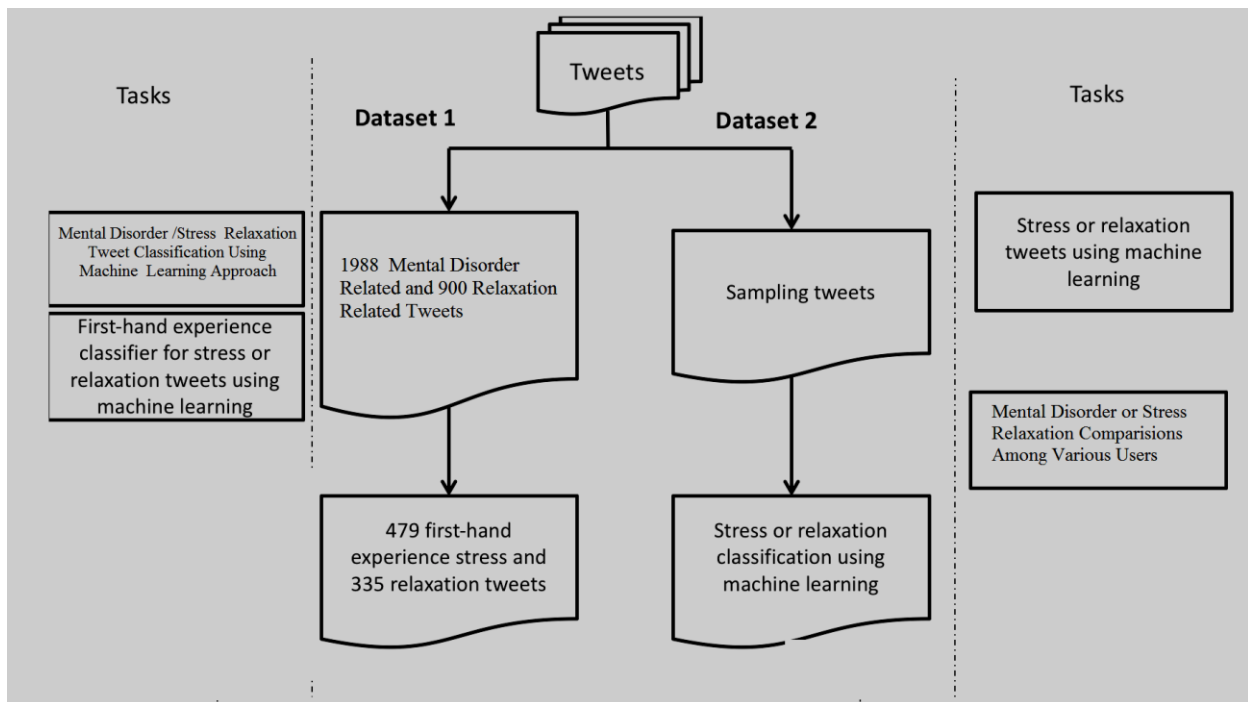 Tweets
Tasks
Dataset 1
Dataset 2
Tasks
Mental Disorder /Stress Relaxation
Tweet Classification Using
Machine Learning Approach
First-hand experience
classifier for stress or
relaxation tweets using
machine learning
1988 Mental Disorder
Related and 900 Relaxation
Related Tweets
479 first-hand
experience stress and
335 relaxation tweets
Sampling tweets
Stress or relaxation
classification using
machine learning
Stress or relaxation
tweets using machine
learning
Mental Disorder or Stress
Relaxation Comparisions
Among Various Users